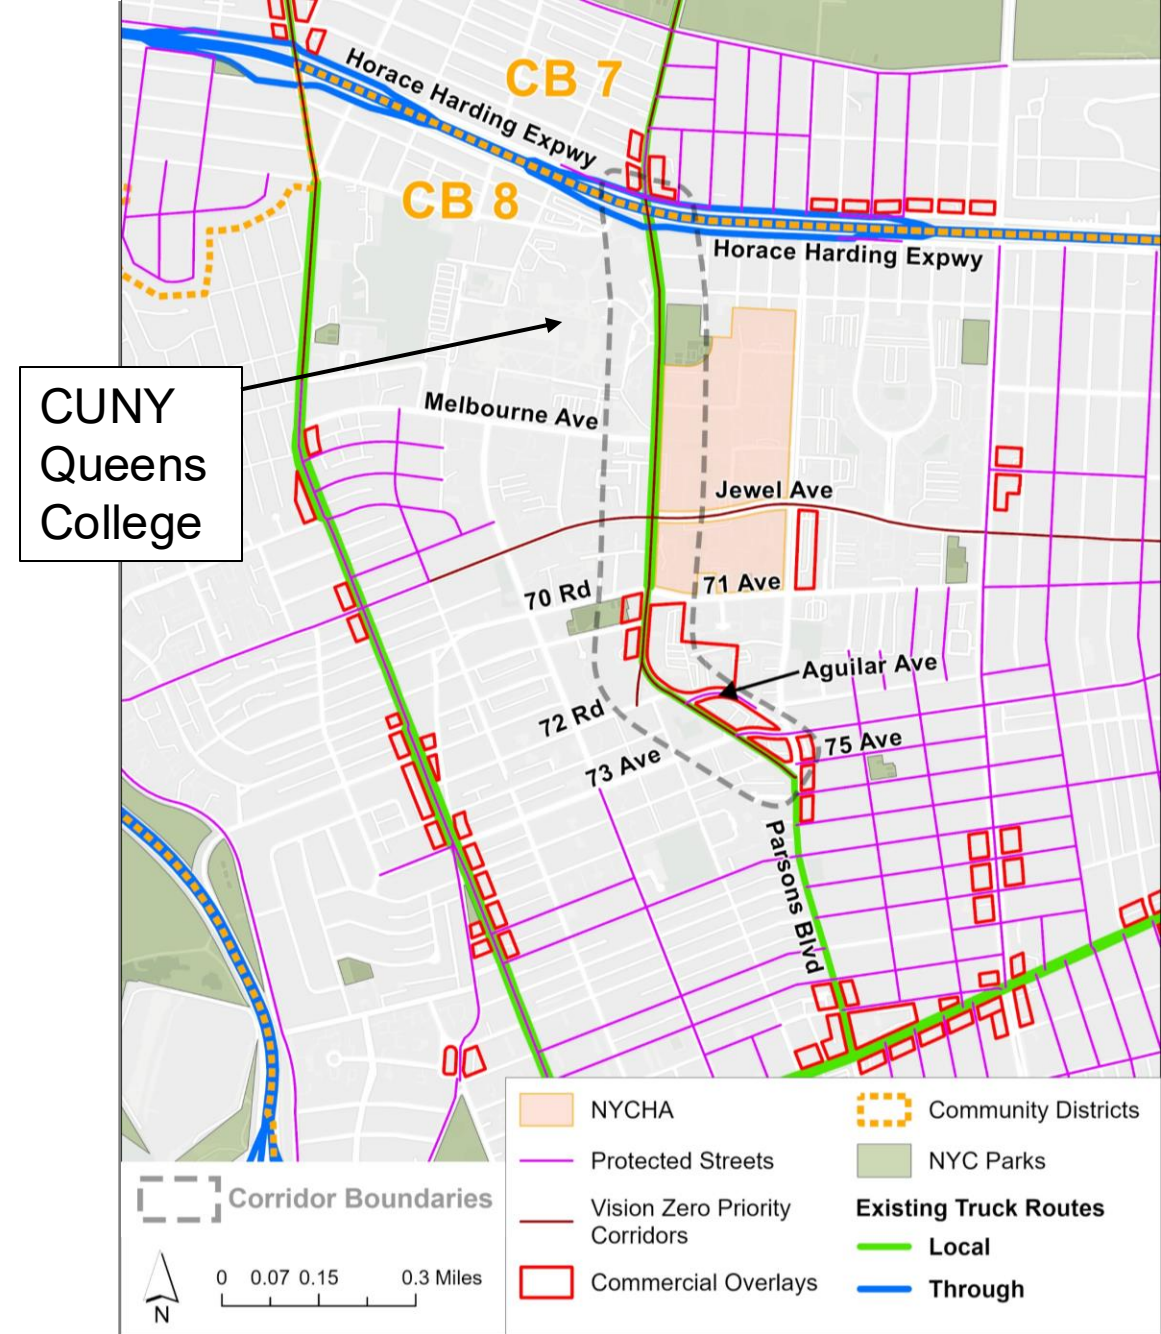 CB 7
Horace Harding Expwy
CB 8
Horace Harding Expwy
CUNY
Queens
College
Melbourne Ave
Jewel Ave
70 Rd
71 Ave
Aguilar Ave
72 Rd
75 Ave
73 Ave
Parsons Blvd
NYCHA
Protected Streets
Vision Zero Priority
Corridors
Commercial Overlays
Community Districts
NYC Parks
Existing Truck Routes
Local
Through
Corridor Boundaries
0 0.07 0.15 0.3 Miles
N